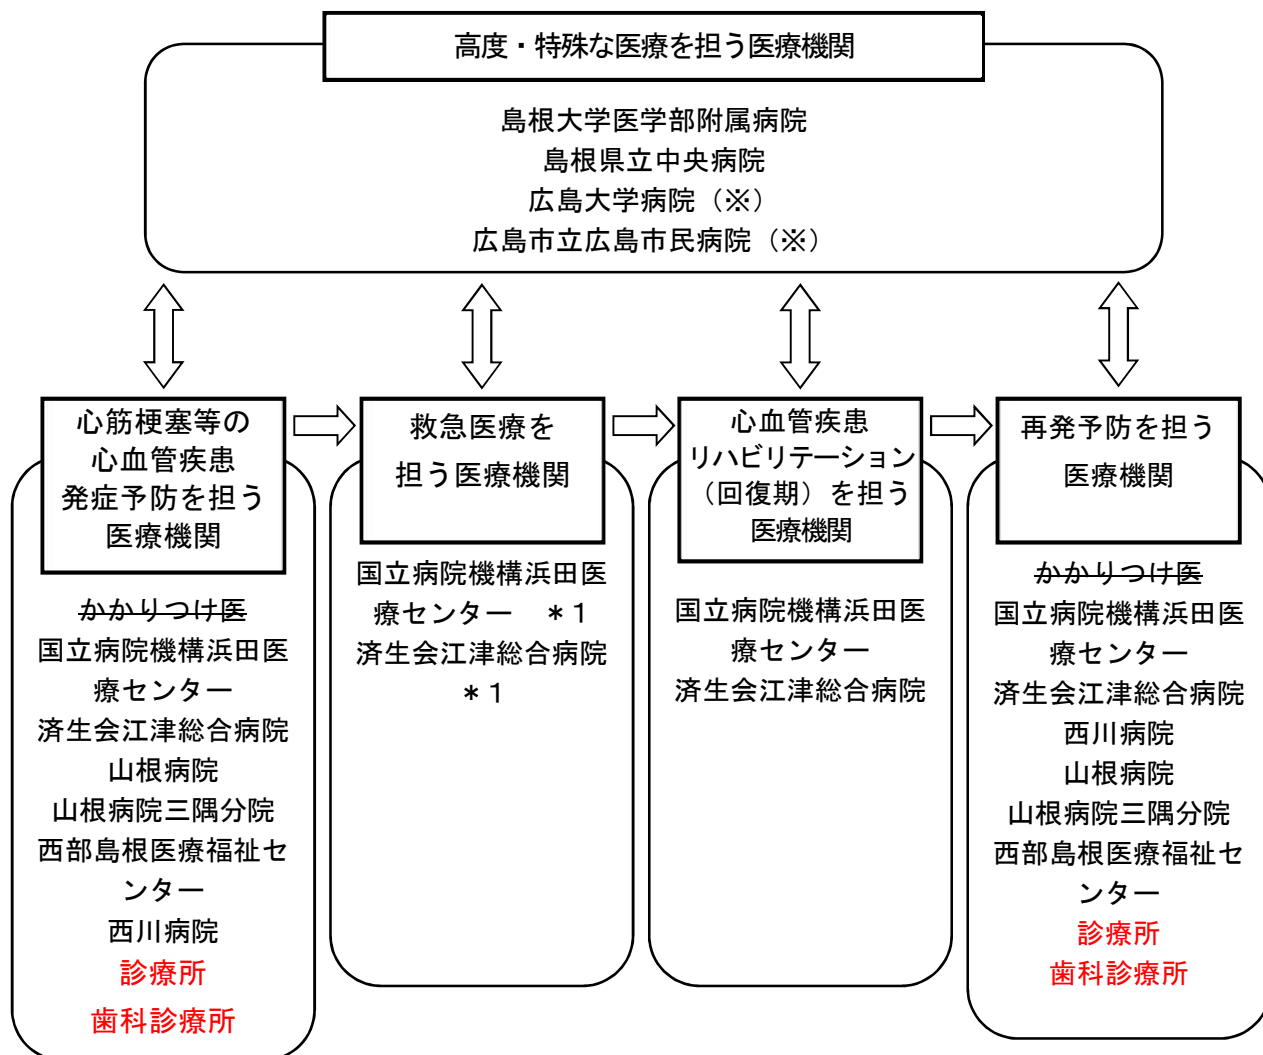 高度・特殊な医療を担う医療機関
島根大学医学部附属病院
島根県立中央病院
広島大学病院（※）
広島市立広島市民病院（※）
心筋梗塞等の
心血管疾患
発症予防を担う
医療機関
かかりつけ医
国立病院機構浜田医
療センター
済生会江津総合病院
山根病院
山根病院三隅分院
西部島根医療福祉セ
ンター
西川病院
診療所
歯科診療所
救急医療を
担う医療機関
国立病院機構浜田医
療センター　＊１
済生会江津総合病院
＊１
心血管疾患
リハビリテーション
（回復期）を担う
医療機関
国立病院機構浜田医
療センター
済生会江津総合病院
再発予防を担う
医療機関
かかりつけ医
国立病院機構浜田医
療センター
済生会江津総合病院
西川病院
山根病院
山根病院三隅分院
西部島根医療福祉セ
ンター
診療所
歯科診療所